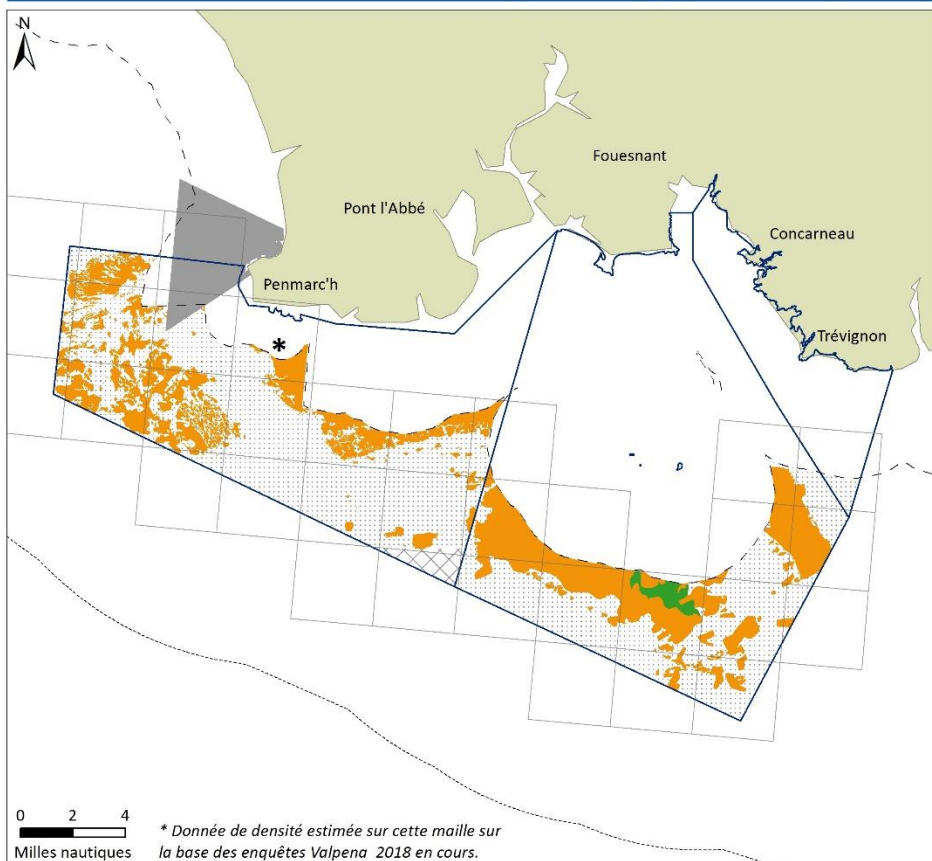 N
Fouesnant
Pont l'Abbé
Concarneau
Penmarc'h
Trévignon
*
0 2 4
Milles nautiques
* Donnée de densité estimée sur cette maille sur
la base des enquêtes Valpena 2018 en cours.